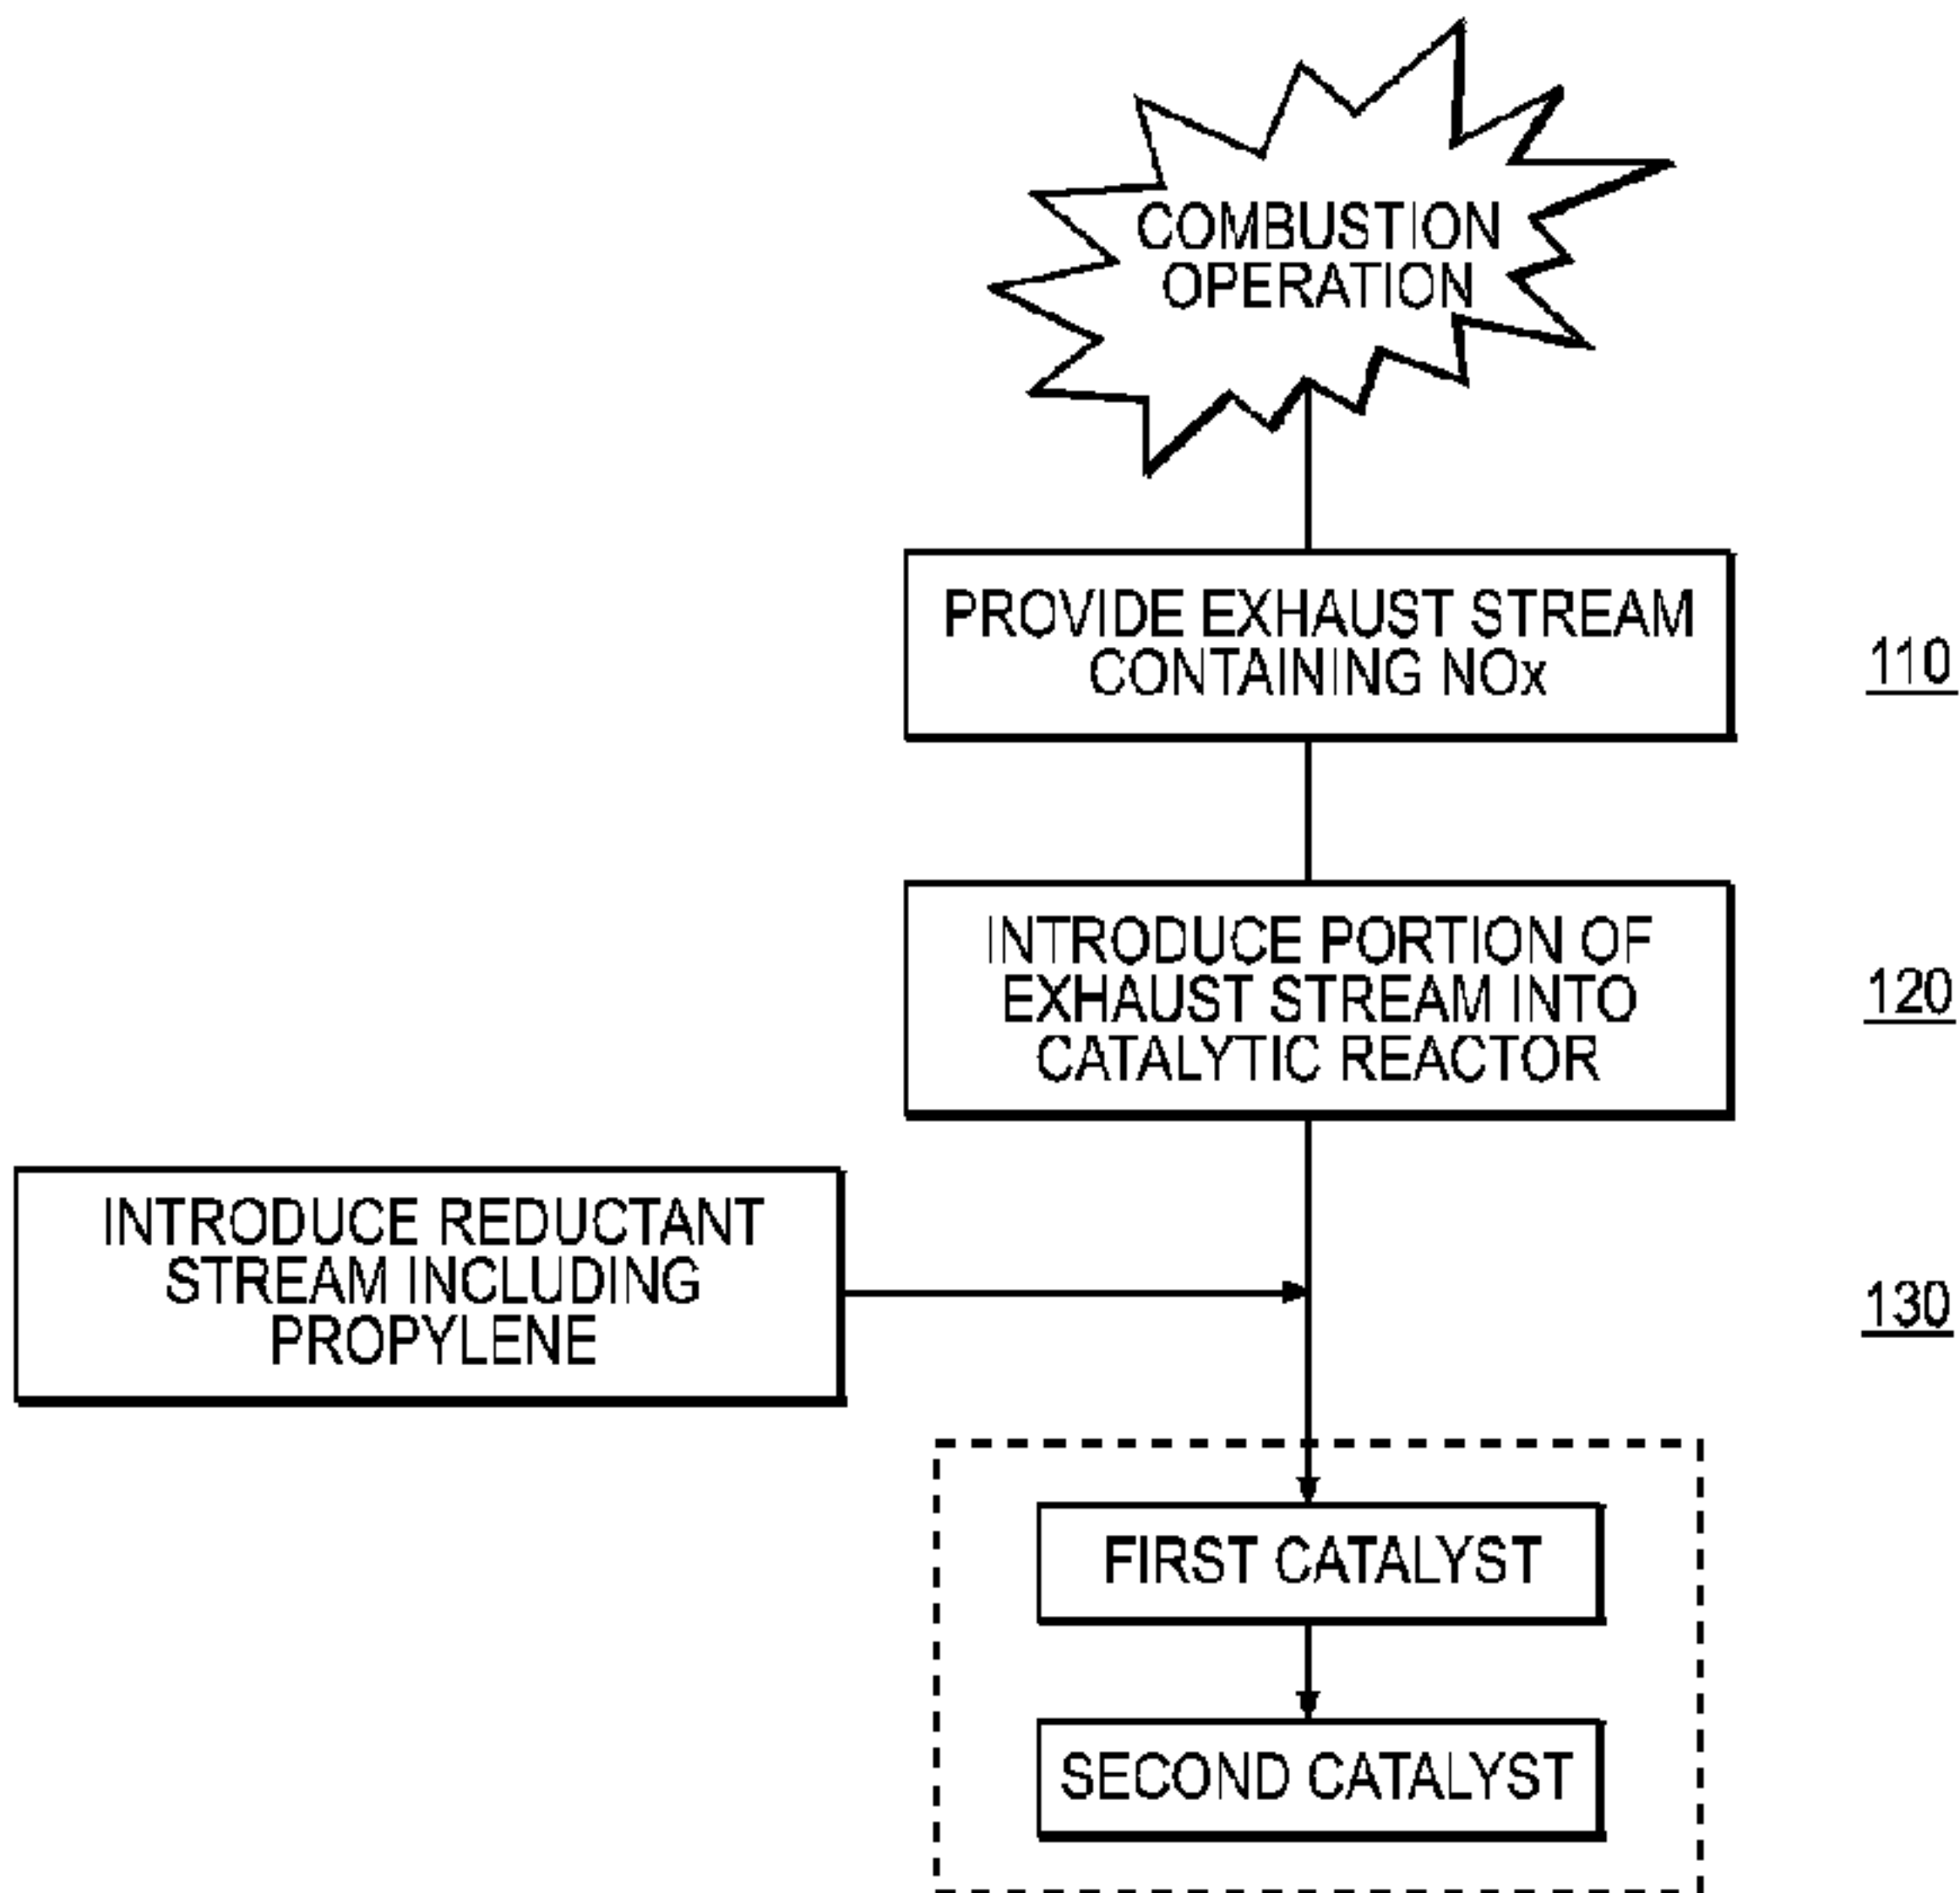 COMBUSTION
OPERATION
PROVIDE EXHAUST STREAM
CONTAINING NOx
110
INTRODUCE PORTION OF
EXHAUST STREAM INTO
CATALYTIC REACTOR
120
INTRODUCE REDUCTANT
STREAM INCLUDING
PROPYLENE
130
FIRST CATALYST
SECOND CATALYST